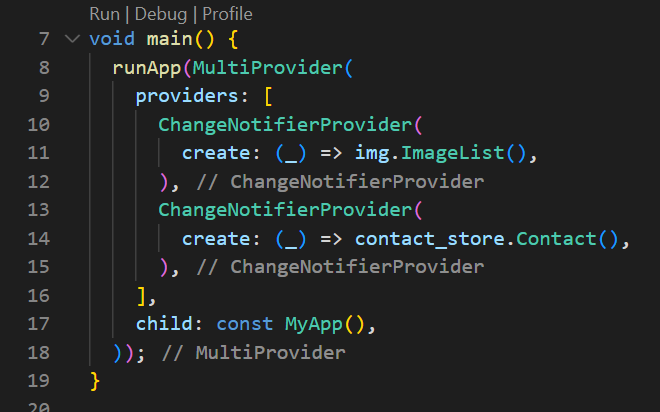 Run | Debug | Profile
7 void main() {
8 runApp(MultiProvider(
9 providers: [
10 ChangeNotifierProvider(
11 create: (_) => img.ImageList(),
12 ), // ChangeNotifierProvider
13 ChangeNotifierProvider(
14 create: (_) => contact_store.Contact(),
15 ), // ChangeNotifierProvider
16 ],
17 child: const MyApp(),
18 )); // MultiProvider
19 }
20